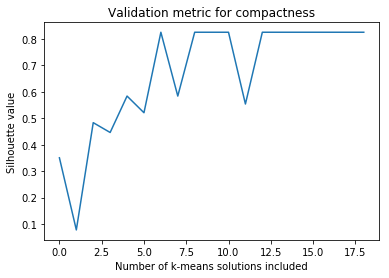 Validation metric for compactness
0.8
0.7
0.6
0.5
0.4
0.3
0.2
0.1
Silhouette value
0.0 2.5 5.0 7.5 10.0 12.5 15.0 17.5
Number of k-means solutions included